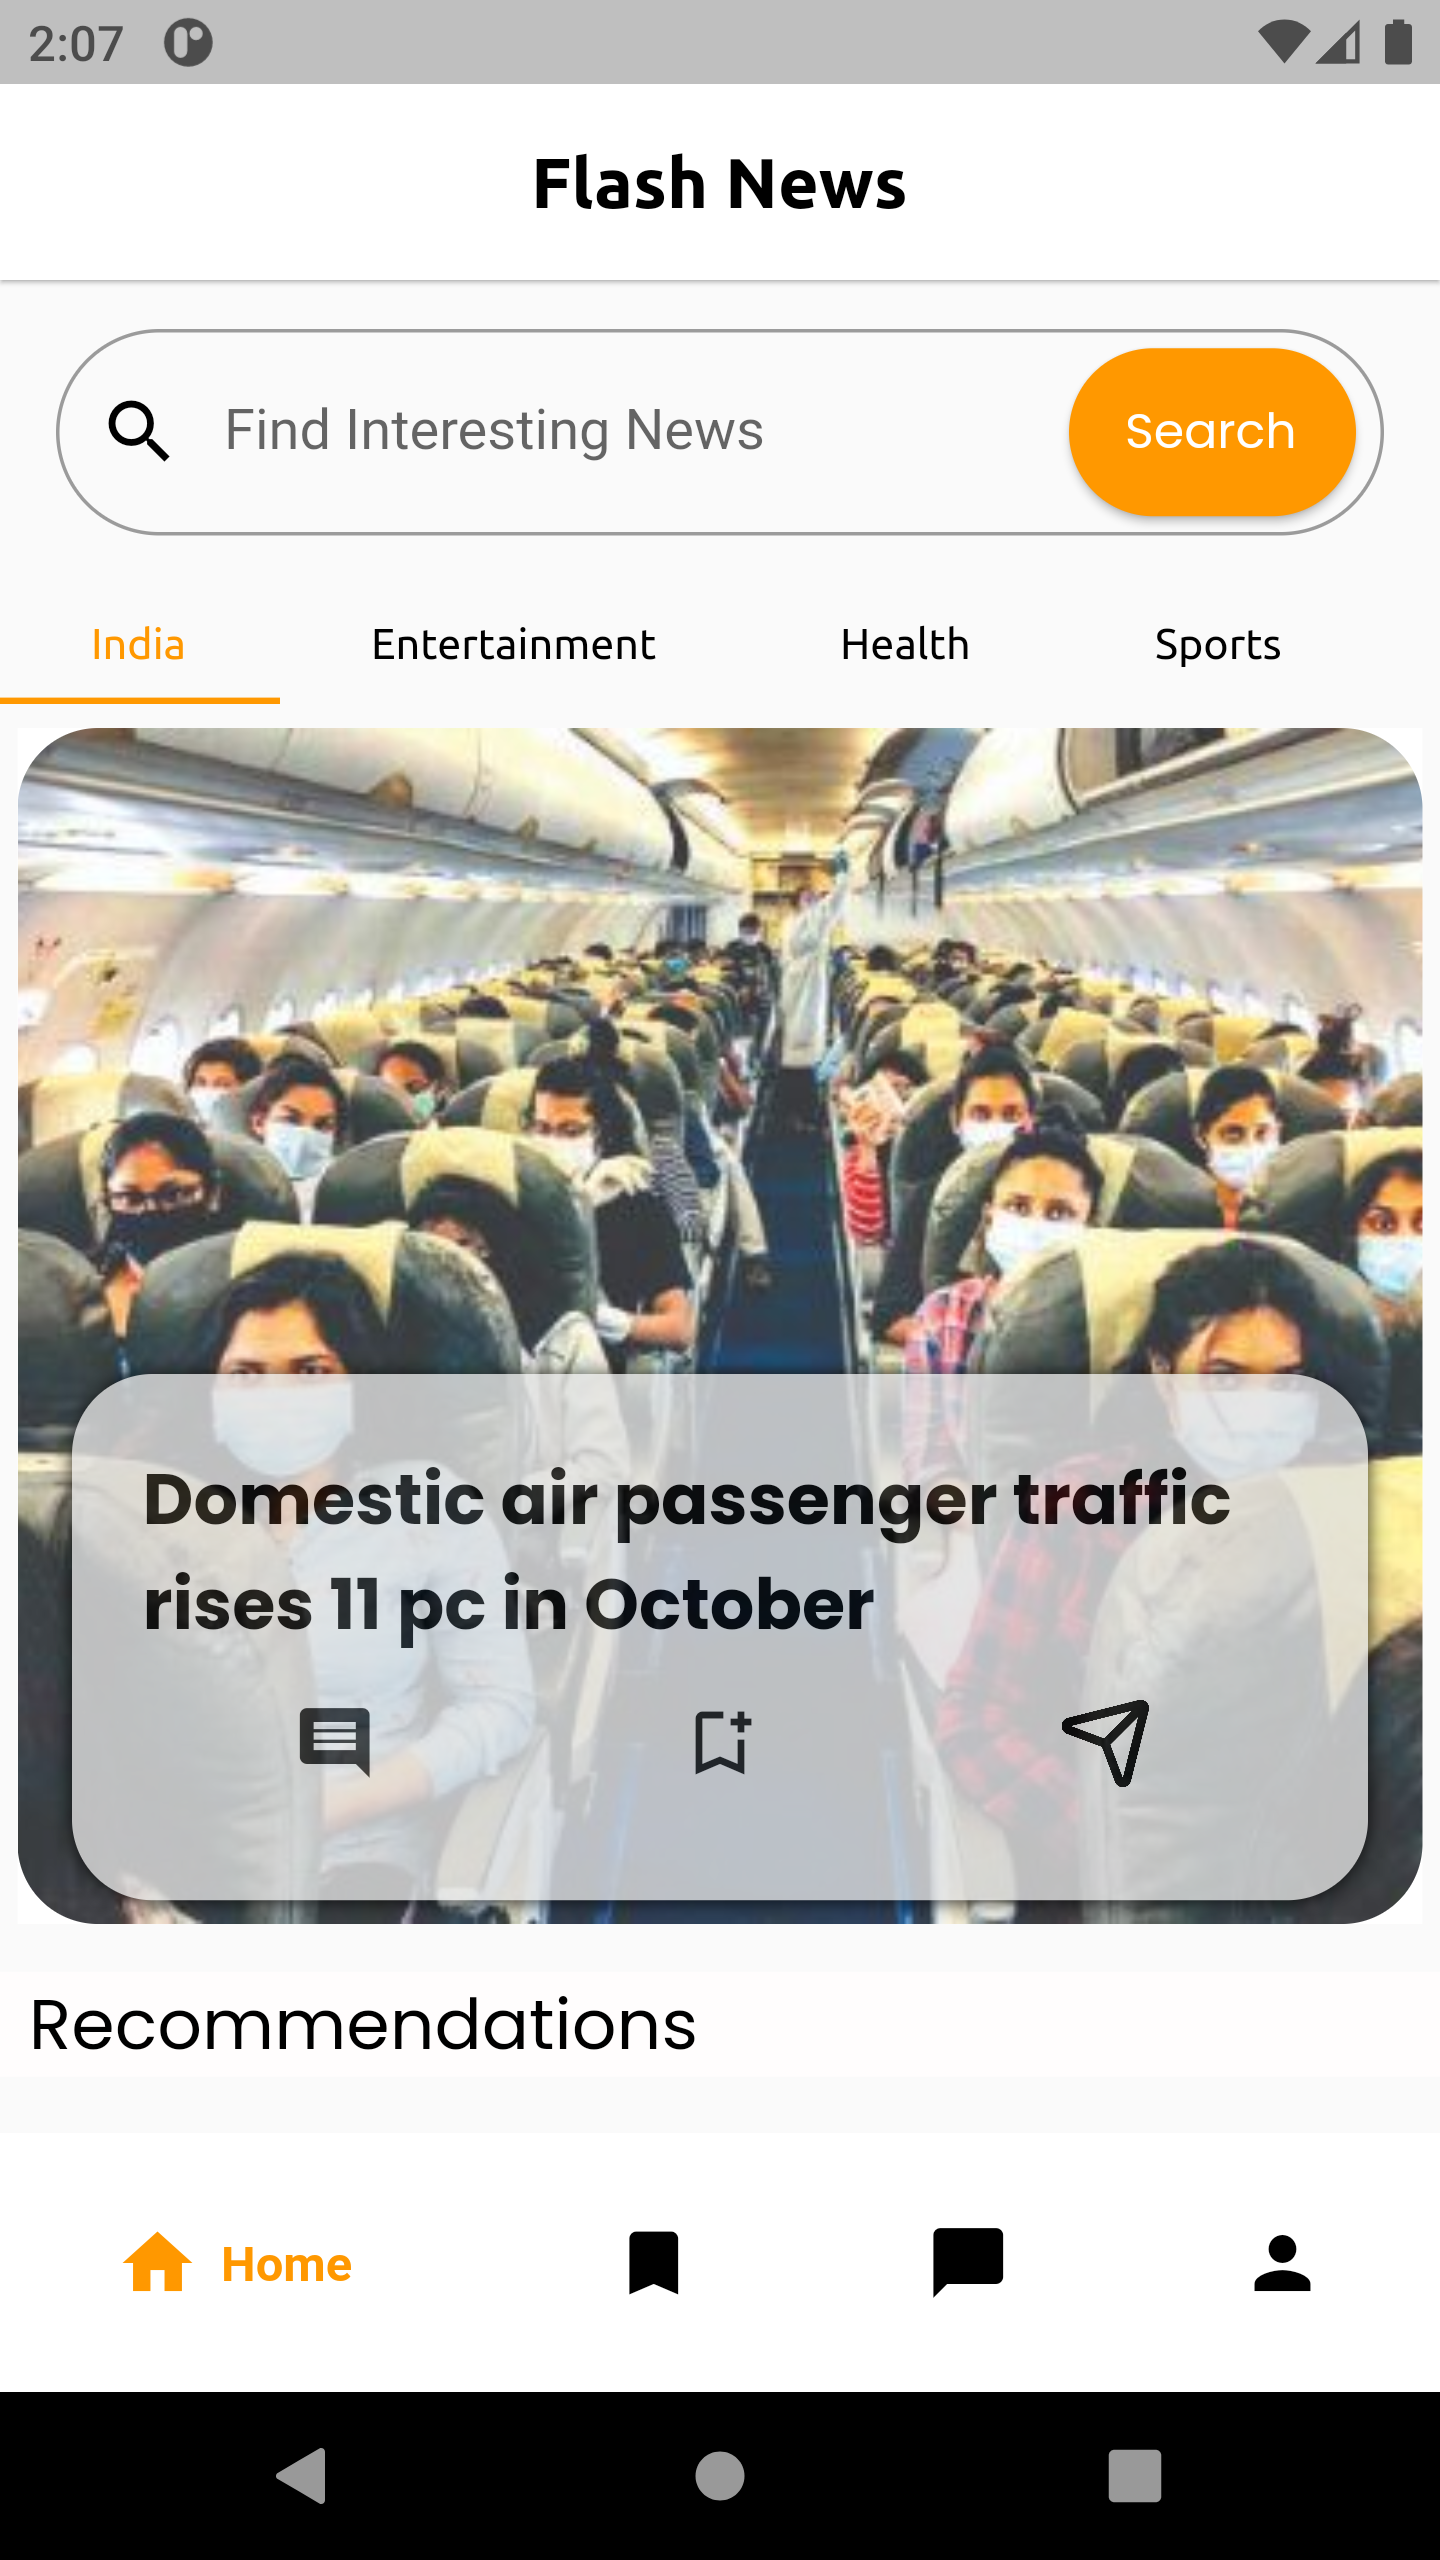 2:07
Flash News
Find Interesting News
Search
India
Entertainment
Health
Sports
Domestic air passenger traffic
rises 11 pc in October
Recommendations
Home